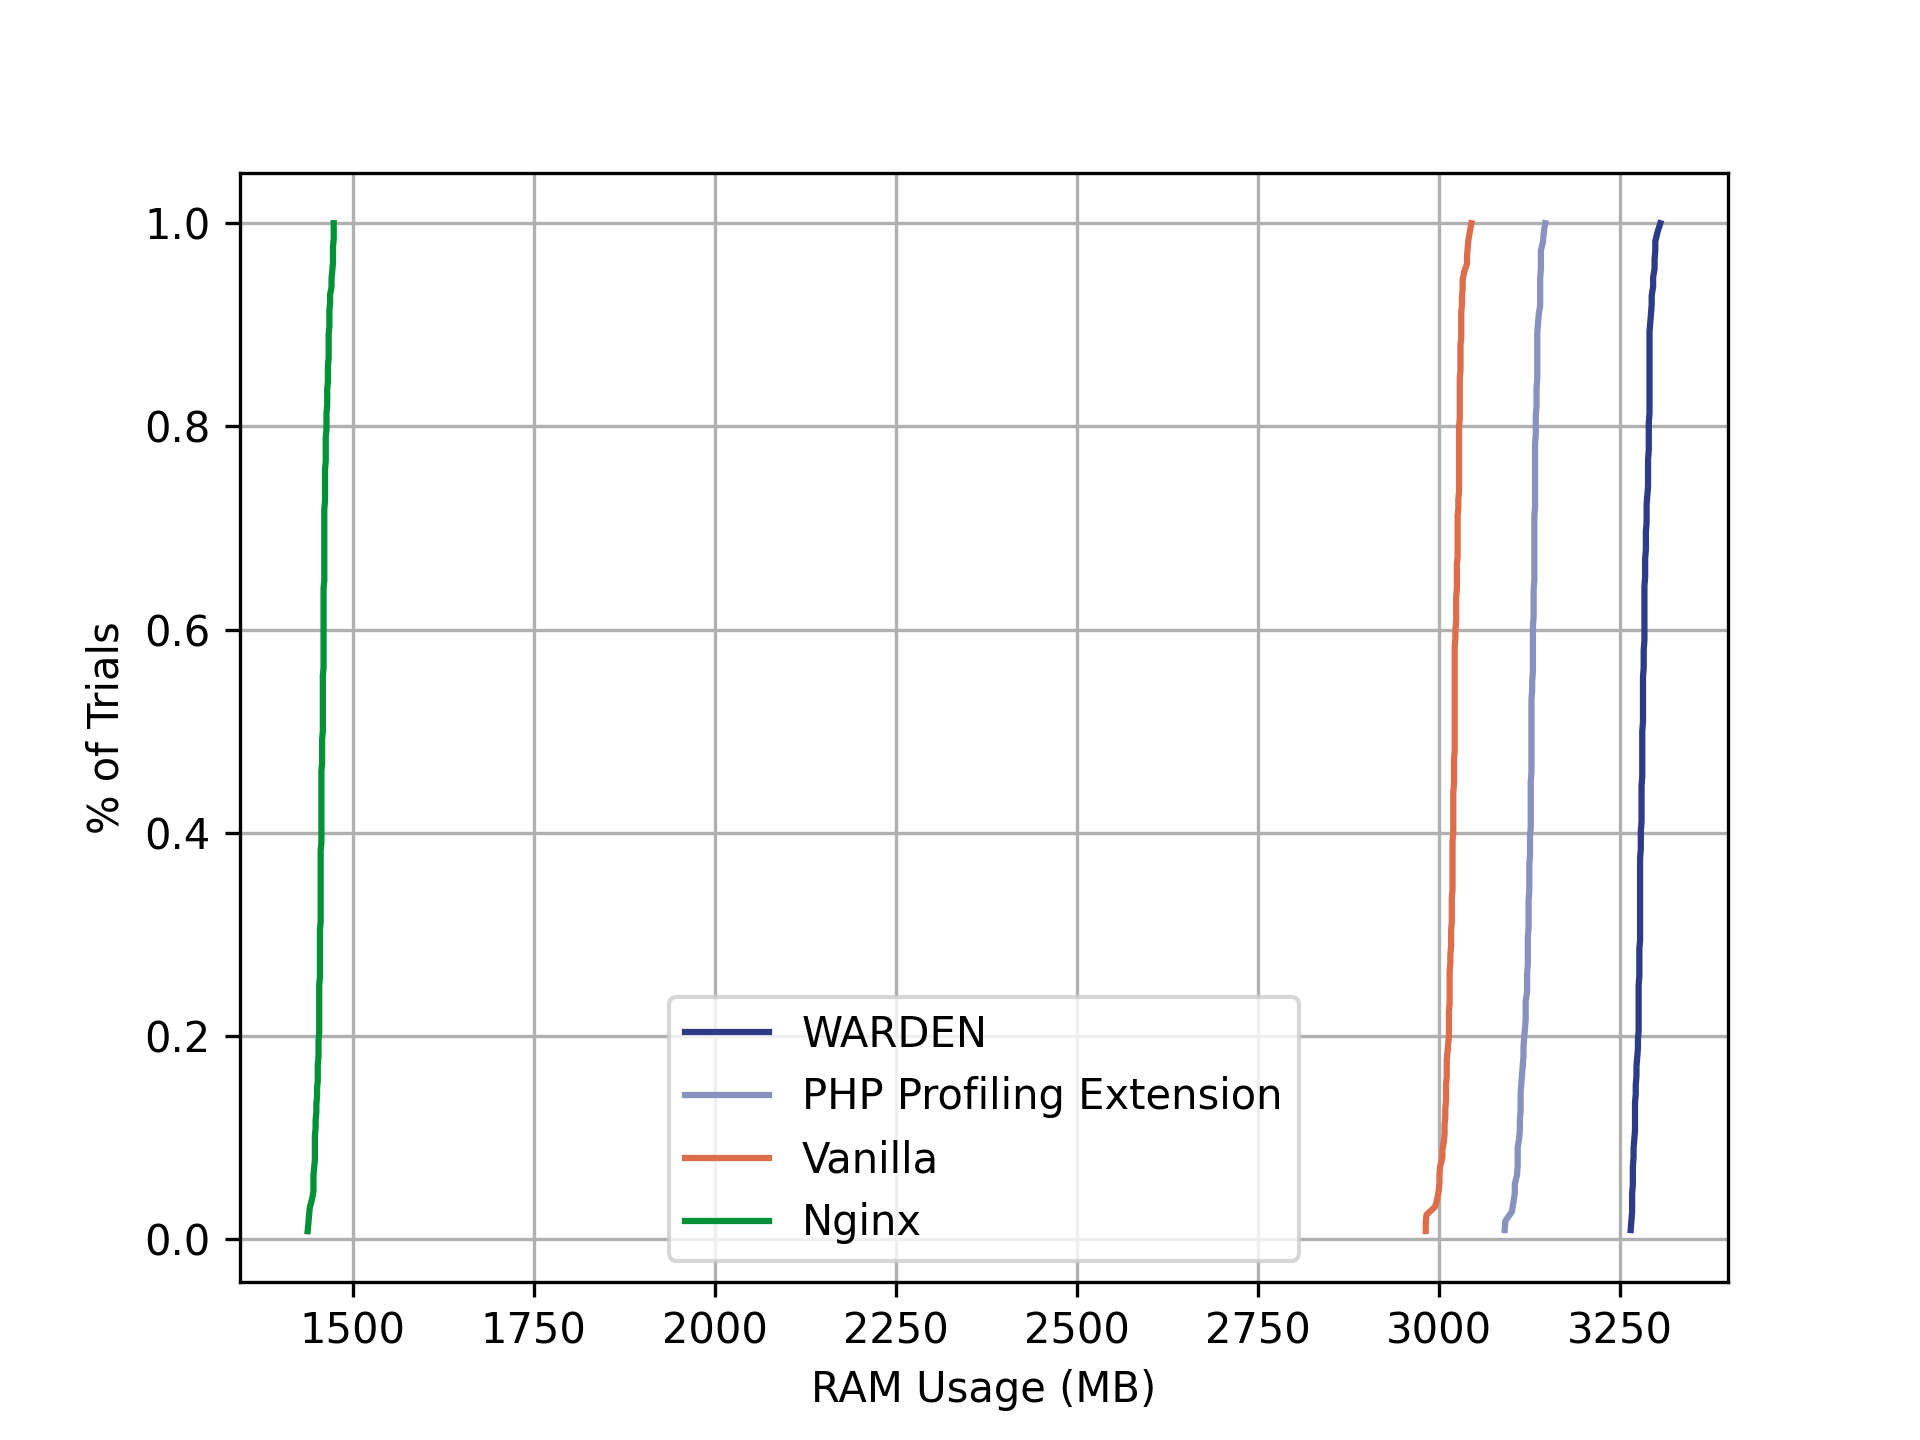 1.0
0.8
0.6
0.4
0.2
0.0
% of Trials
WARDEN
PHP Profiling Extension
Vanilla
Nginx
1500 1750 2000 2250 2500 2750 3000 3250
RAM Usage (MB)